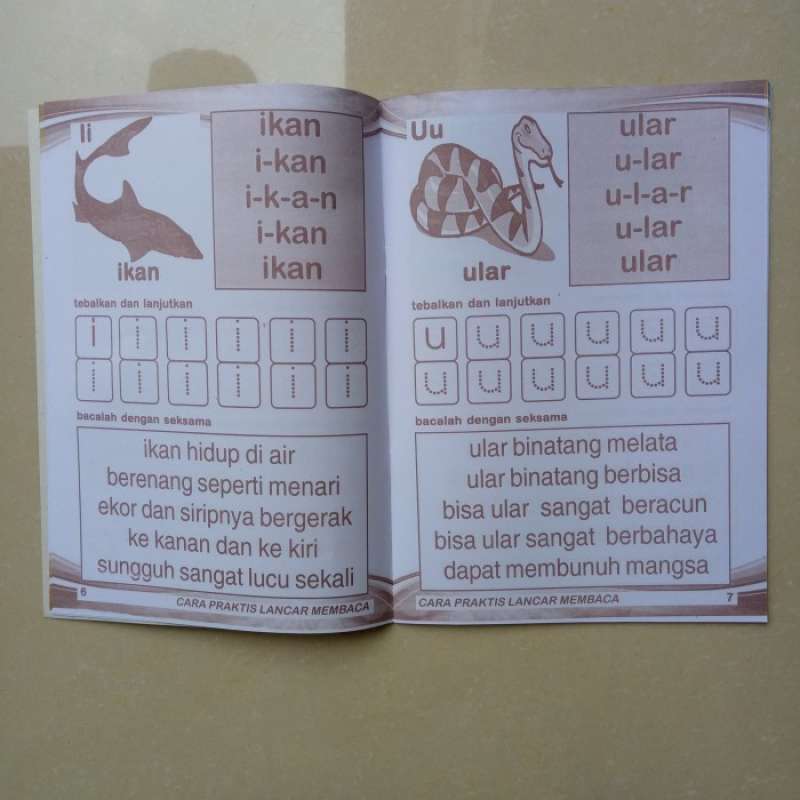 Ii
ikan
ikan
i-kan
i-k-a-n
i-kan
ikan
tebalkan dan lanjutkan
i i i i i i
i i i i i i
bacalah dengan seksama
ikan hidup di air
berenang seperti menari
ekor dan siripnya bergerak
ke kanan dan ke kiri
sungguh sangat lucu sekali
6
CARA PRAKTIS LANCAR MEMBACA
Uu
ular
ular
u-lar
u-l-a-r
u-lar
ular
tebalkan dan lanjutkan
u u u u u u
u u u u u u
bacalah dengan seksama
ular binatang melata
ular binatang berbisa
bisa ular sangat beracun
bisa ular sangat berbahaya
dapat membunuh mangsa
CARA PRAKTIS LANCAR MEMBACA
7